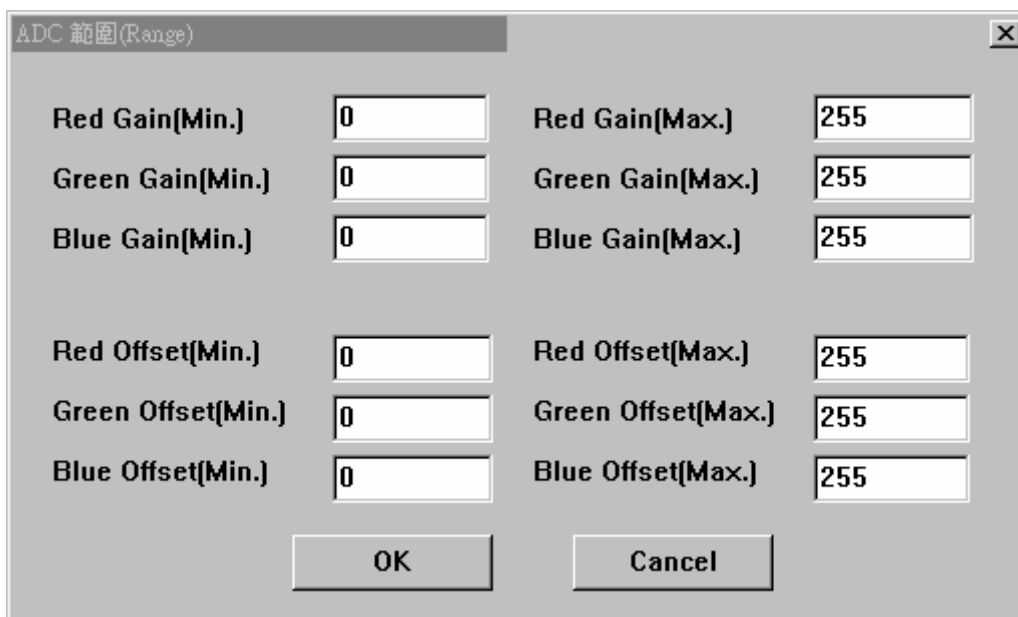 ADC 範圍(Range)
Red Gain(Min.) 0 Red Gain(Max.) 255
Green Gain(Min.) 0 Green Gain(Max.) 255
Blue Gain(Min.) 0 Blue Gain(Max.) 255
Red Offset(Min.) 0 Red Offset(Max.) 255
Green Offset(Min.) 0 Green Offset(Max.) 255
Blue Offset(Min.) 0 Blue Offset(Max.) 255
OK Cancel